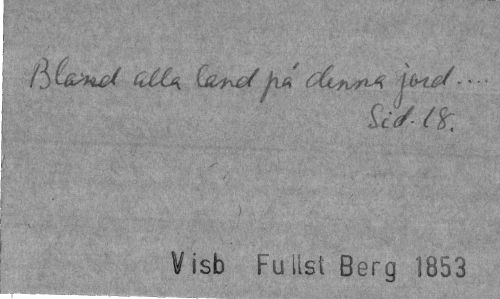 Bland alla land på denna jord....
Sid. 18.
Visb Fullst Berg 1853